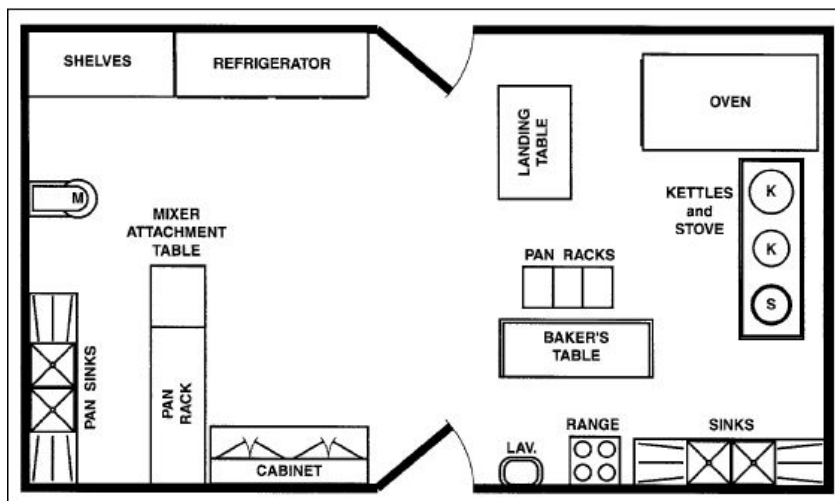 SHELVES
REFRIGERATOR
OVEN
LANDING
TABLE
M
MIXER
ATTACHMENT
TABLE
KETTLES
and
STOVE
K
K
S
PAN RACKS
BAKER'S
TABLE
PAN SINKS
PAN
RACK
CABINET
LAV.
RANGE
SINKS